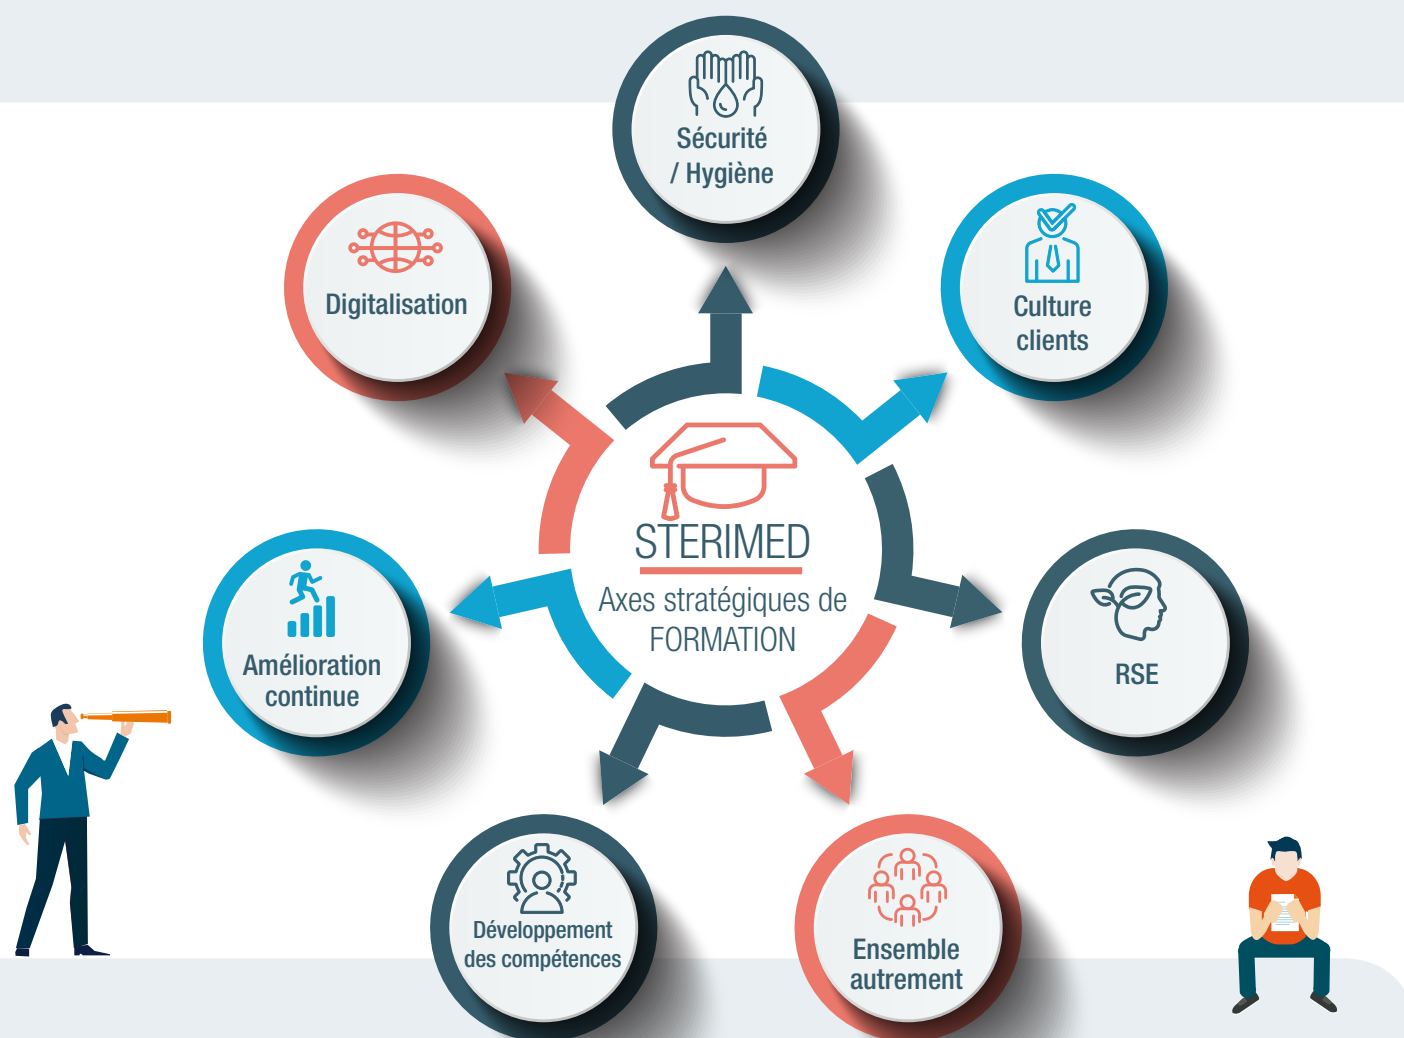 Sécurité
/ Hygiène
Culture
clients
RSE
Ensemble
autrement
Développement
des compétences
Amélioration
continue
Digitalisation
STERIMED
Axes stratégiques de
FORMATION